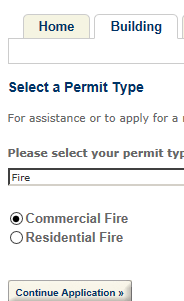 Home Building
Select a Permit Type
For assistance or to apply for a
Please select your permit
Fire
Commercial Fire
Residential Fire
Continue Application »